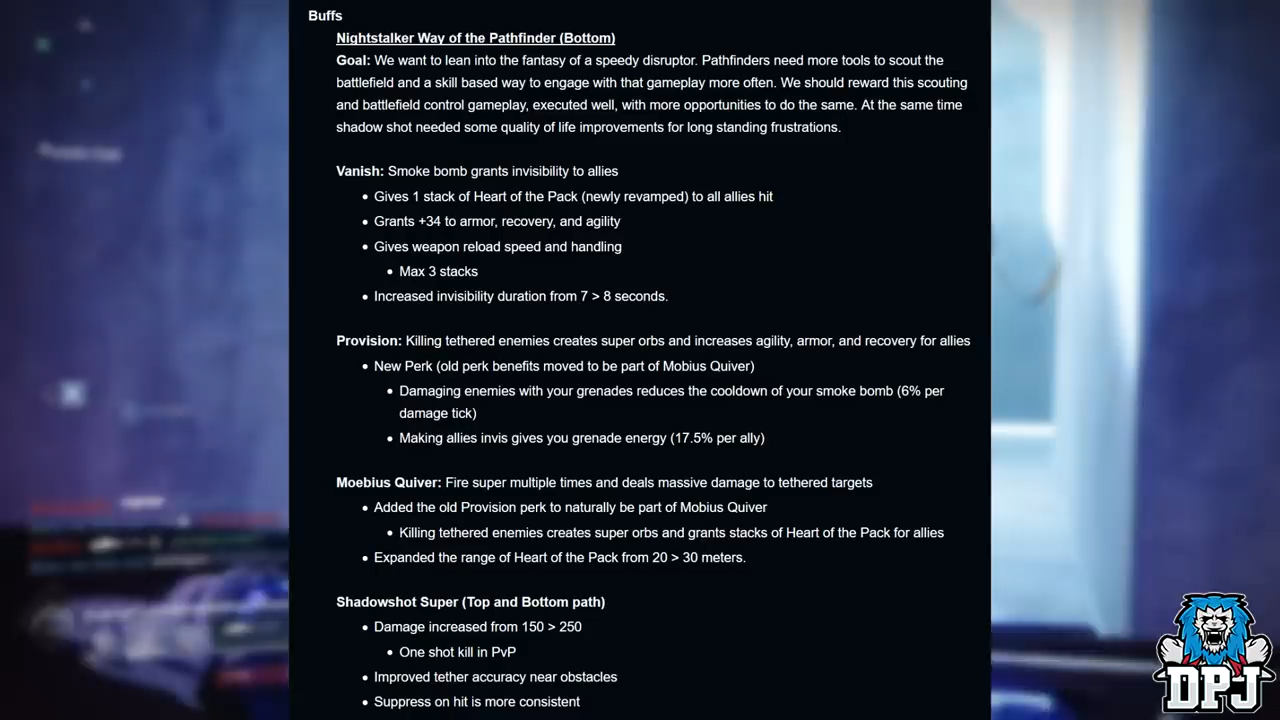 Buffs
Nightstalker Way of the Pathfinder (Bottom)
Goal: We want to lean into the fantasy of a speedy disruptor. Pathfinders need more tools to scout the
battlefield and a skill based way to engage with that gameplay more often. We should reward this scouting
and battlefield control gameplay, executed well, with more opportunities to do the same. At the same time
shadow shot needed some quality of life improvements for long standing frustrations.
Vanish: Smoke bomb grants invisibility to allies
• Gives 1 stack of Heart of the Pack (newly revamped) to all allies hit
• Grants +34 to armor, recovery, and agility
• Gives weapon reload speed and handling
• Max 3 stacks
• Increased invisibility duration from 7 > 8 seconds.
Provision: Killing tethered enemies creates super orbs and increases agility, armor, and recovery for allies
• New Perk (old perk benefits moved to be part of Mobius Quiver)
• Damaging enemies with your grenades reduces the cooldown of your smoke bomb (6% per
damage tick)
• Making allies invis gives you grenade energy (17.5% per ally)
Moebius Quiver: Fire super multiple times and deals massive damage to tethered targets
• Added the old Provision perk to naturally be part of Mobius Quiver
• Killing tethered enemies creates super orbs and grants stacks of Heart of the Pack for allies
• Expanded the range of Heart of the Pack from 20 > 30 meters.
Shadowshot Super (Top and Bottom path)
• Damage increased from 150 > 250
• One shot kill in PvP
• Improved tether accuracy near obstacles
• Suppress on hit is more consistent
DPJ